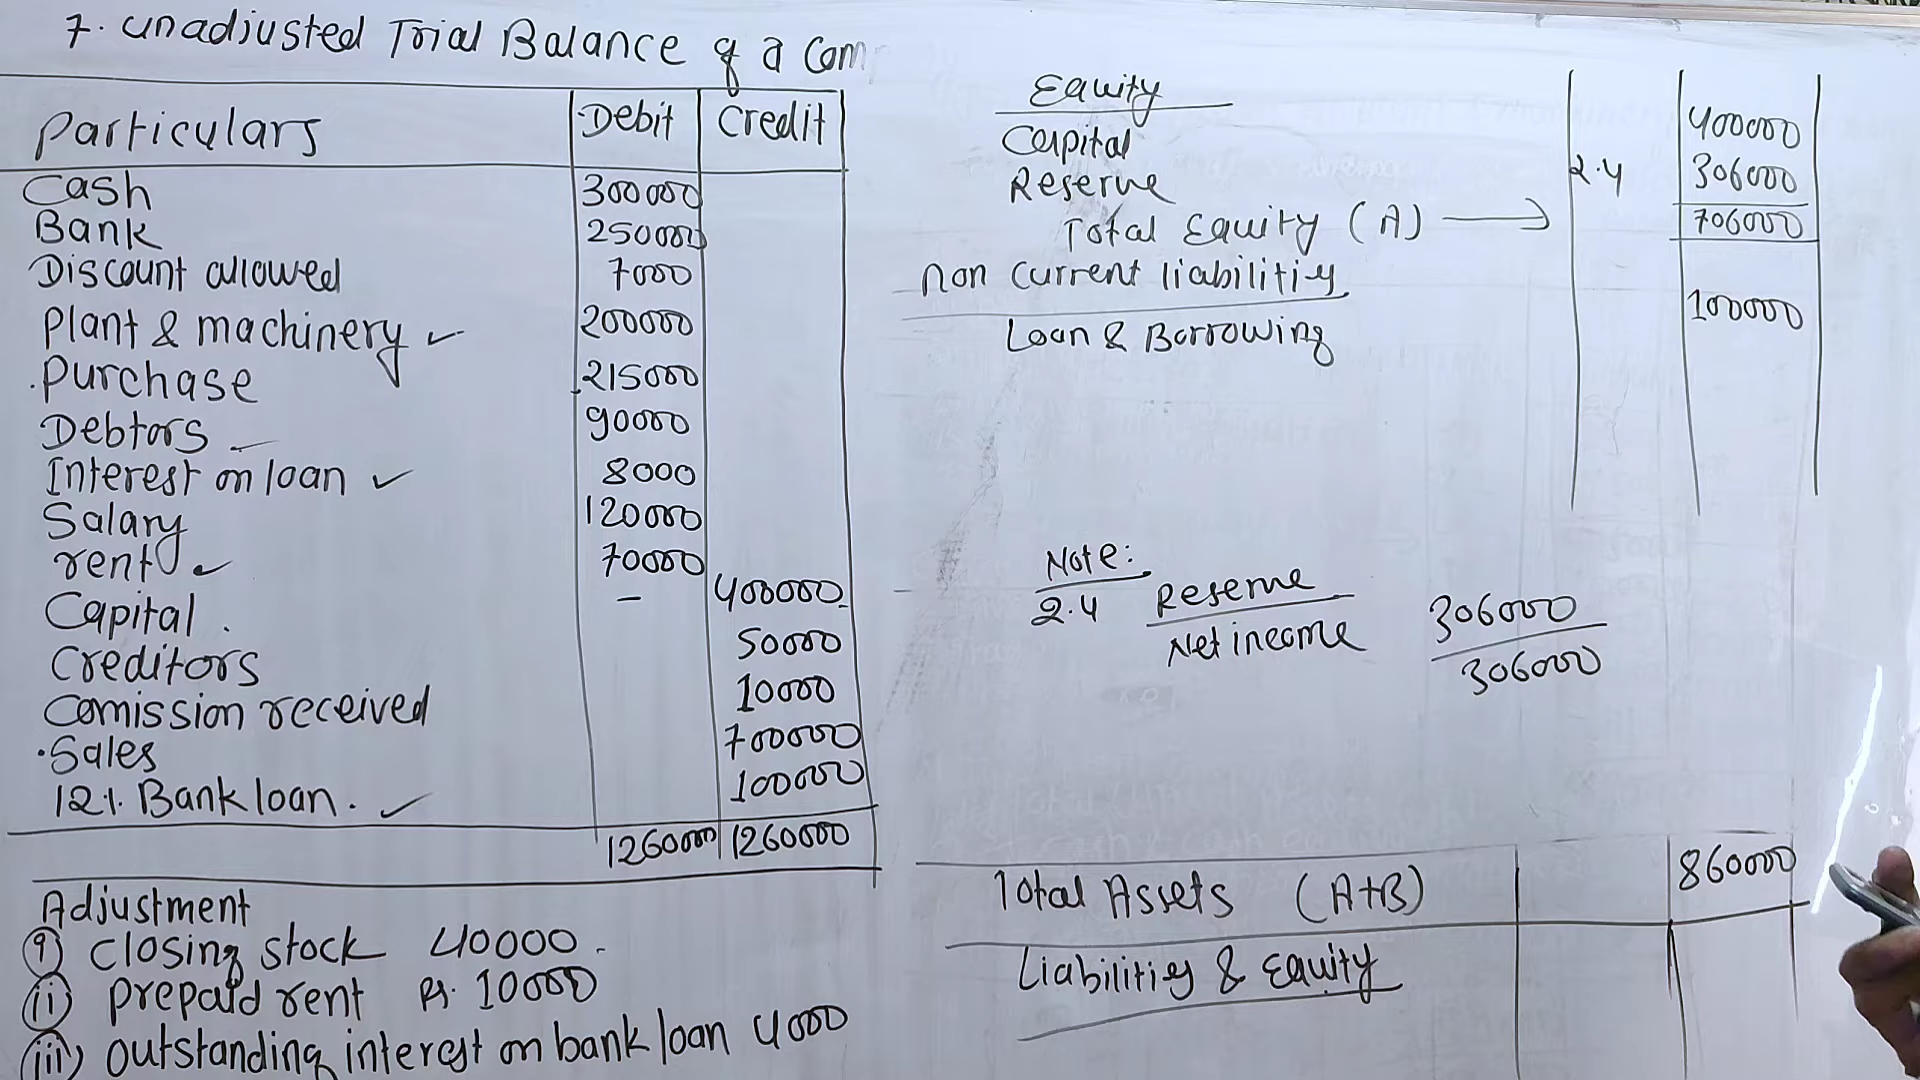 7. Unadjusted Trial Balance of a Com
Particulars Debit Credit
Cash 300000
Bank 250000
Discount allowed 7000
Plant & machinery ✓ 200000
Purchase 215000
Debtors 90000
Interest on loan ✓ 8000
Salary 120000
rent ✓ 70000
Capital . – 400000
Creditors 50000
Comission received 10000
Sales 700000
12%. Bank loan. ✓ 100000
1260000 1260000
Adjustment
i) closing stock 40000
ii) prepaid rent Rs. 10000
iii) outstanding interest on bank loan 4000
Equity
Capital 400000
Reserve 2.4 306000
Total Equity (A) → 706000
Non Current liabilities
Loan & Borrowing 100000
Note:
2.4 Reserve 306000
Net income 306000
Total Assets (A+B) 860000
Liabilities & Equity